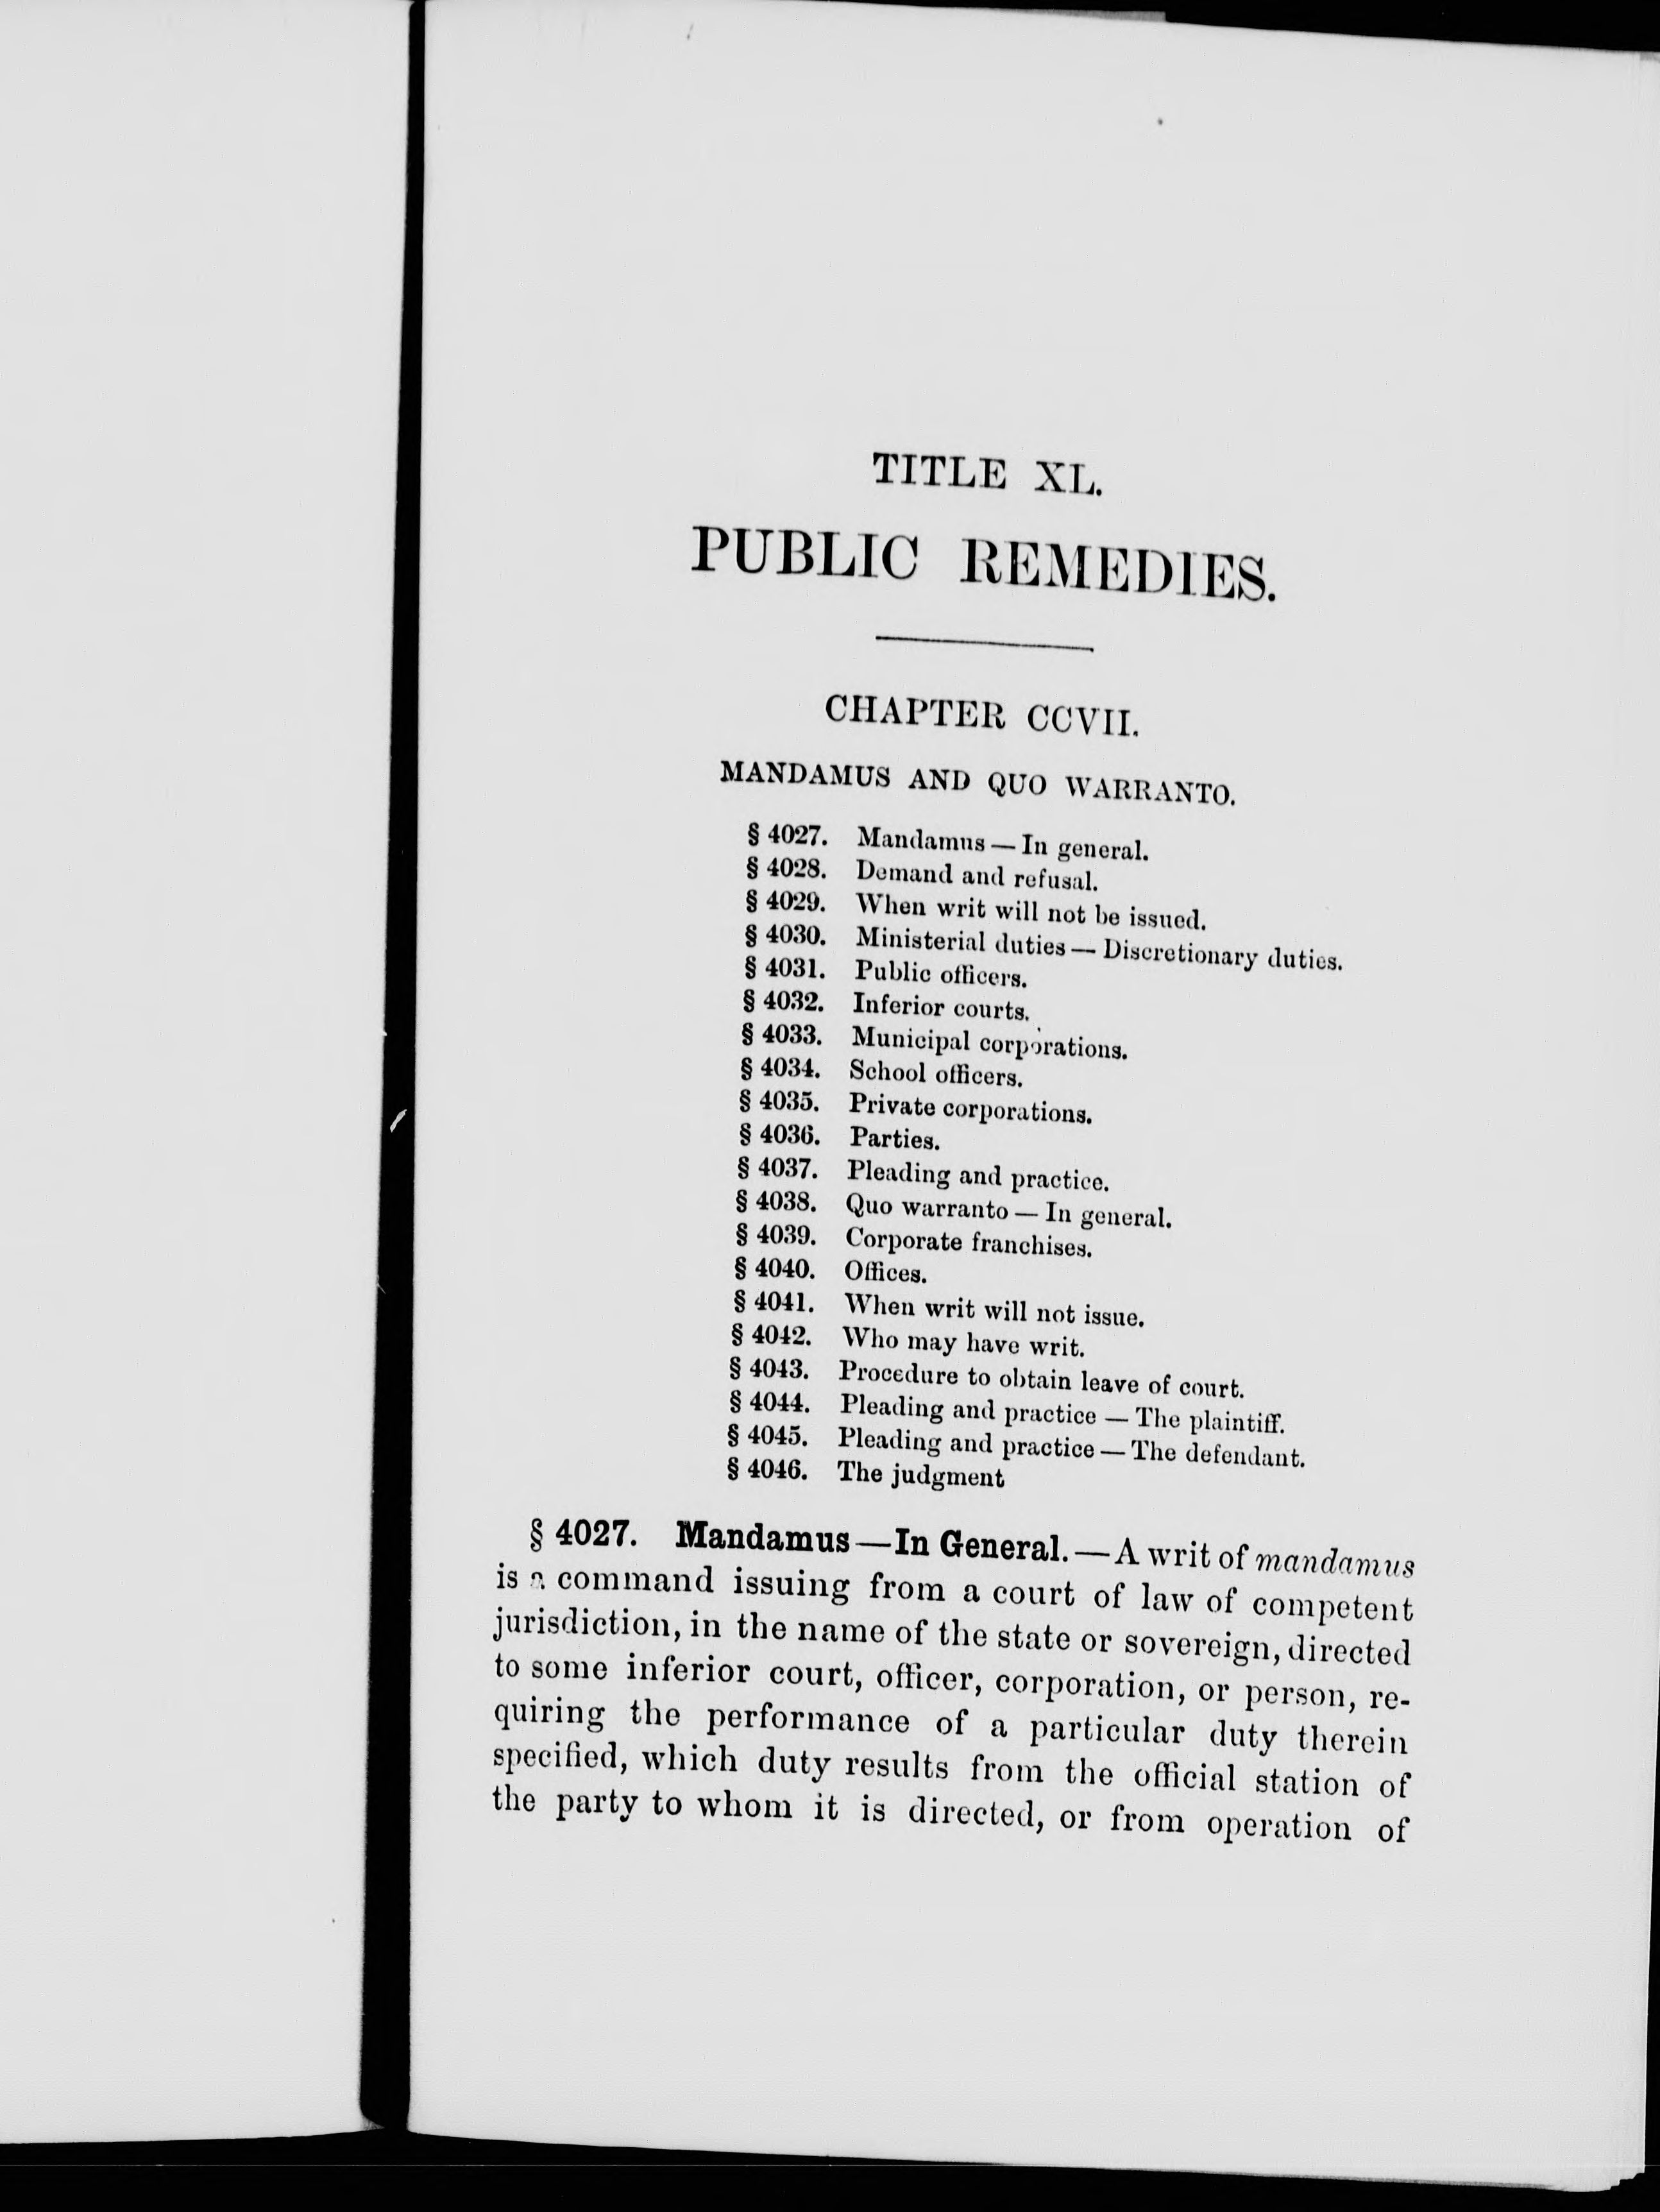 TITLE XL.
PUBLIC REMEDIES.
CHAPTER CCVII.
MANDAMUS AND QUO WARRANTO.
§ 4027. Mandamus — In general.
§ 4028. Demand and refusal.
§ 4029. When writ will not be issued.
§ 4030. Ministerial duties — Discretionary duties.
§ 4031. Public officers.
§ 4032. Inferior courts.
§ 4033. Municipal corporations.
§ 4034. School officers.
§ 4035. Private corporations.
§ 4036. Parties.
§ 4037. Pleading and practice.
§ 4038. Quo warranto — In general.
§ 4039. Corporate franchises.
§ 4040. Offices.
§ 4041. When writ will not issue.
§ 4042. Who may have writ.
§ 4043. Procedure to obtain leave of court.
§ 4044. Pleading and practice — The plaintiff.
§ 4045. Pleading and practice — The defendant.
§ 4046. The judgment
§ 4027. Mandamus — In General. — A writ of mandamus
is a command issuing from a court of law of competent
jurisdiction, in the name of the state or sovereign, directed
to some inferior court, officer, corporation, or person, re-
quiring the performance of a particular duty therein
specified, which duty results from the official station of
the party to whom it is directed, or from operation of